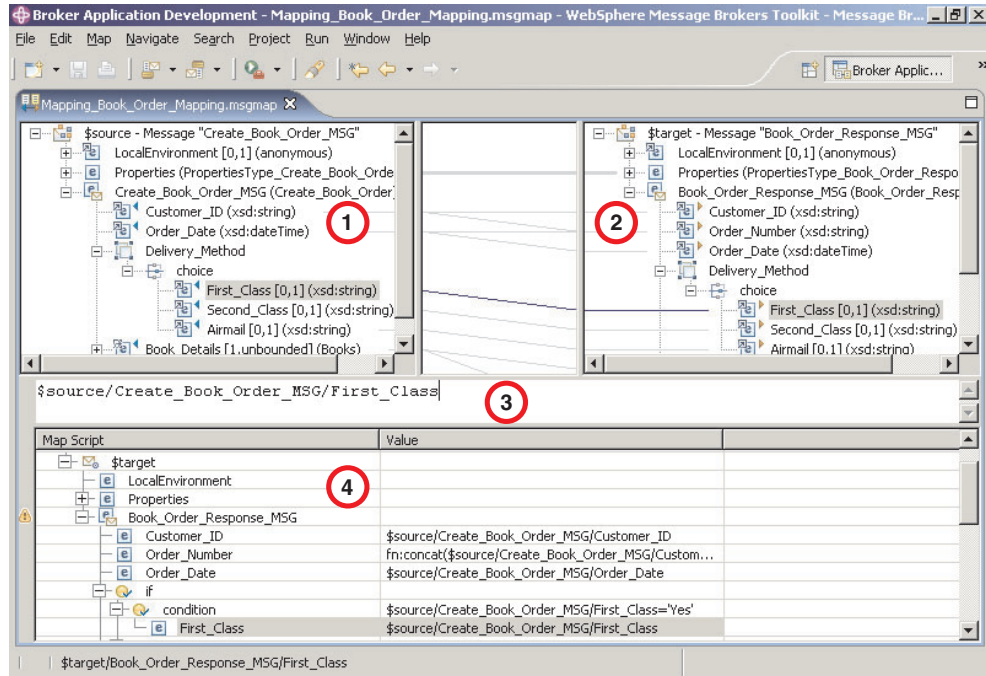 Broker Application Development - Mapping_Book_Order_Mapping.msgmap - WebSphere Message Brokers Toolkit - Message Br...
File Edit Map Navigate Search Project Run Window Help
Broker Applic...
»
Mapping_Book_Order_Mapping.msgmap
$source - Message "Create_Book_Order_MSG"
LocalEnvironment [0,1] (anonymous)
Properties (PropertiesType_Create_Book_Orde
Create_Book_Order_MSG (Create_Book_Order
Customer_ID (xsd:string)
Order_Date (xsd:dateTime)
Delivery_Method
choice
First_Class [0,1] (xsd:string)
Second_Class [0,1] (xsd:string)
Airmail [0,1] (xsd:string)
Book_Details [1,unbounded] (Books)
1
$target - Message "Book_Order_Response_MSG"
LocalEnvironment [0,1] (anonymous)
Properties (PropertiesType_Book_Order_Respo
Book_Order_Response_MSG (Book_Order_Resp
Customer_ID (xsd:string)
Order_Number (xsd:string)
Order_Date (xsd:dateTime)
Delivery_Method
choice
First_Class [0,1] (xsd:string)
Second_Class [0,1] (xsd:string)
Airmail [0,1] (xsd:string)
2
$source/Create_Book_Order_MSG/First_Class
3
Map Script Value
$target
LocalEnvironment
Properties
4
Book_Order_Response_MSG
Customer_ID $source/Create_Book_Order_MSG/Customer_ID
Order_Number fn:concat($source/Create_Book_Order_MSG/Custom...
Order_Date $source/Create_Book_Order_MSG/Order_Date
if
condition $source/Create_Book_Order_MSG/First_Class='Yes'
First_Class $source/Create_Book_Order_MSG/First_Class
$target/Book_Order_Response_MSG/First_Class